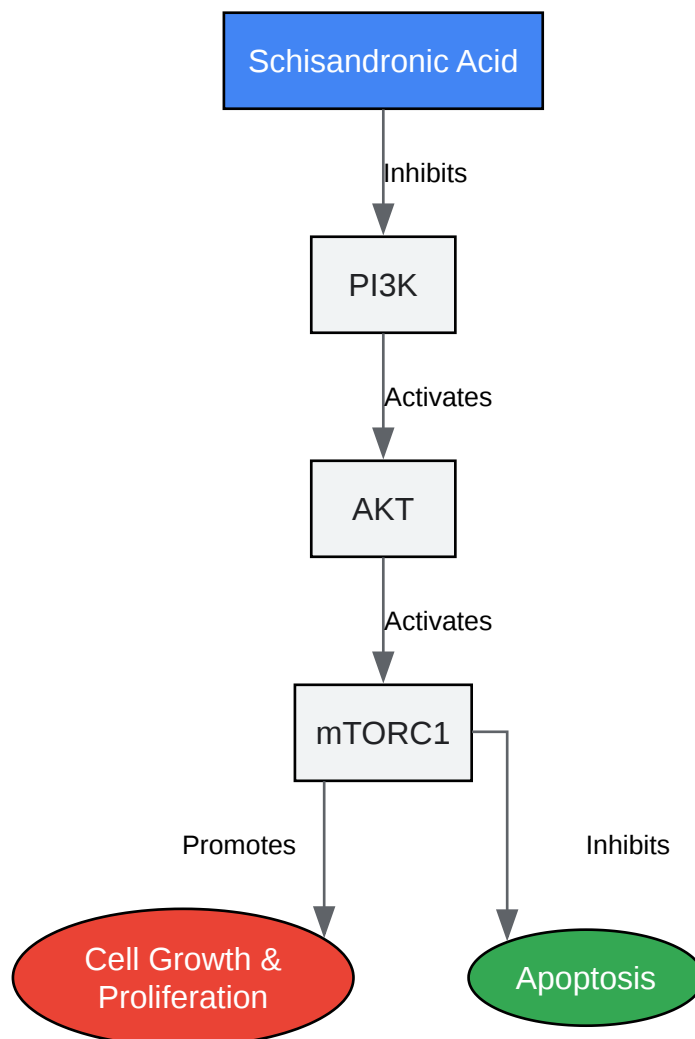 Schisandronic Acid
Inhibits
PI3K
Activates
AKT
Activates
mTORC1
Promotes
Inhibits
Cell Growth &
Proliferation
Apoptosis